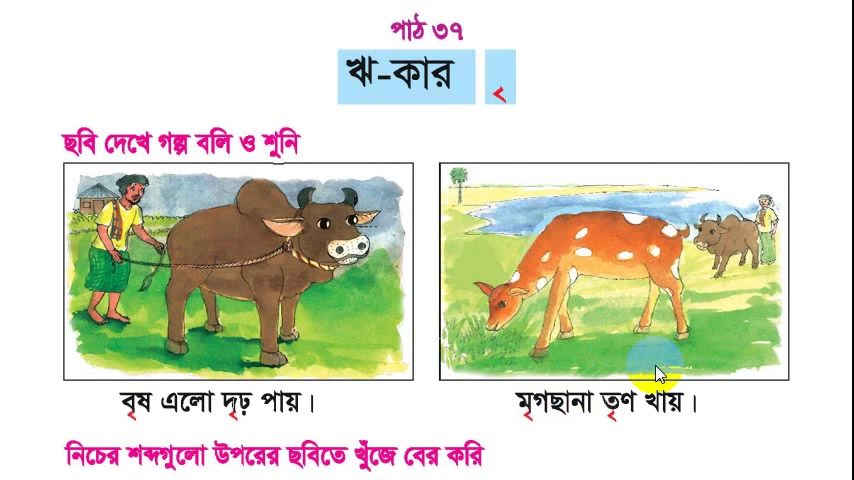 পাঠ ৩৭
ঋ-কার ৃ
ছবি দেখে গল্প বলি ও শুনি
বৃষ এলো দৃঢ় পায়।
মৃগছানা তৃণ খায়।
নিচের শব্দগুলো উপরের ছবিতে খুঁজে বের করি